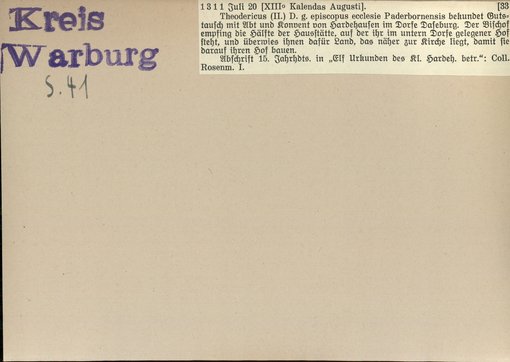 Kreis
Warburg
S. 41
1311 Juli 20 [XIII° Kalendas Augusti]. [33
Theodericus (II.) D. g. episcopus ecclesie Paderbornensis bekundet Guts-
tausch mit Abt und Konvent von Hardehausen im Dorfe Daseburg. Der Bischof
empfing die Hälfte der Hausstätte, auf der ihr im untern Dorfe gelegener Hof
steht, und überwies ihnen dafür Land, das näher zur Kirche liegt, damit sie
darauf ihren Hof bauen.
Abschrift 15. Jahrhdts. in „Elf Urkunden des Kl. Hardeh. betr.“: Coll.
Rosenm. I.